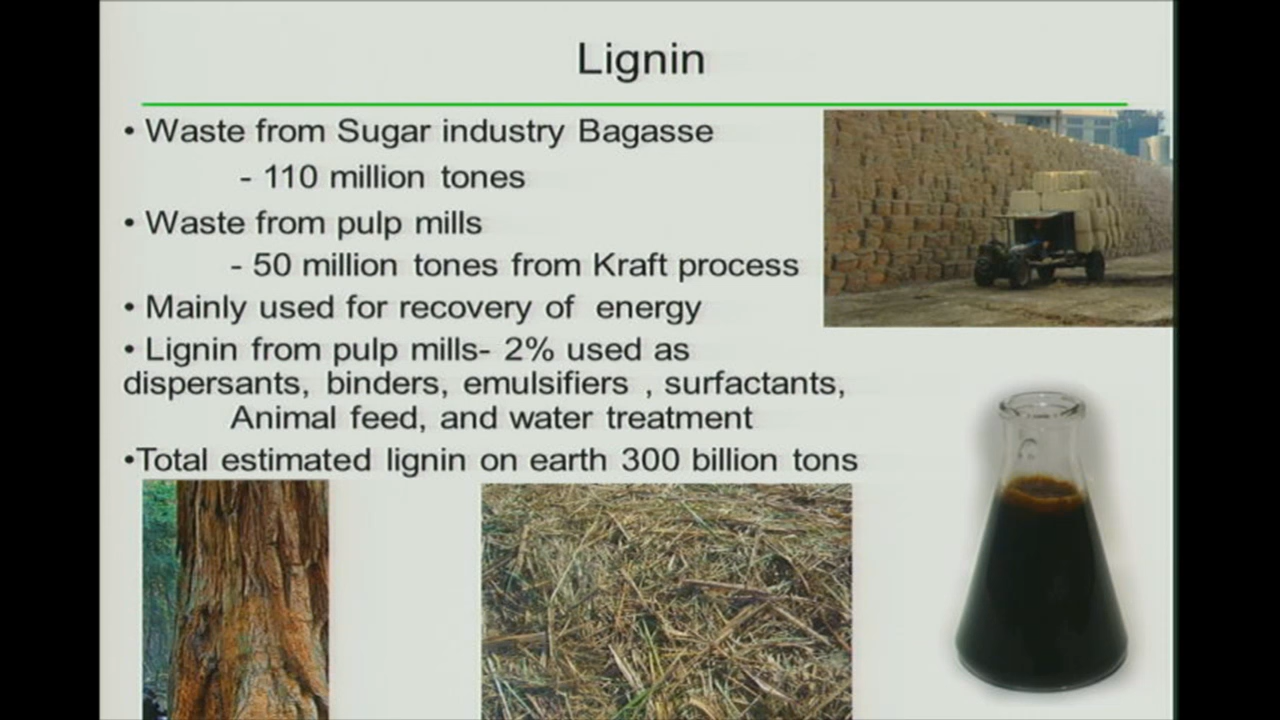 Lignin
• Waste from Sugar industry Bagasse
- 110 million tones
• Waste from pulp mills
- 50 million tones from Kraft process
• Mainly used for recovery of energy
• Lignin from pulp mills- 2% used as
dispersants, binders, emulsifiers , surfactants,
Animal feed, and water treatment
•Total estimated lignin on earth 300 billion tons